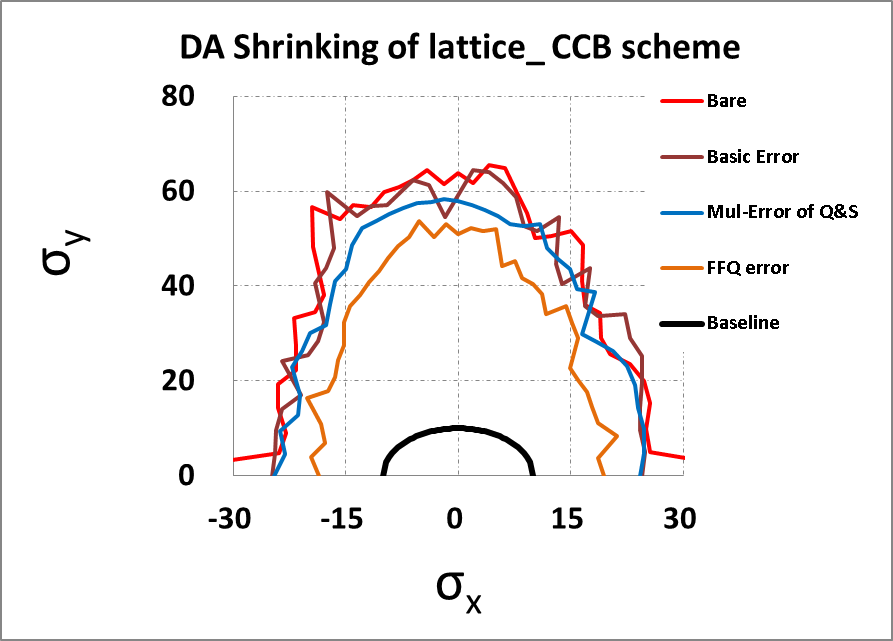 DA Shrinking of lattice_ CCB scheme
80
60
40
20
0
-30
-15
0
15
30
σy
σx
Bare
Basic Error
Mul-Error of Q&S
FFQ error
Baseline